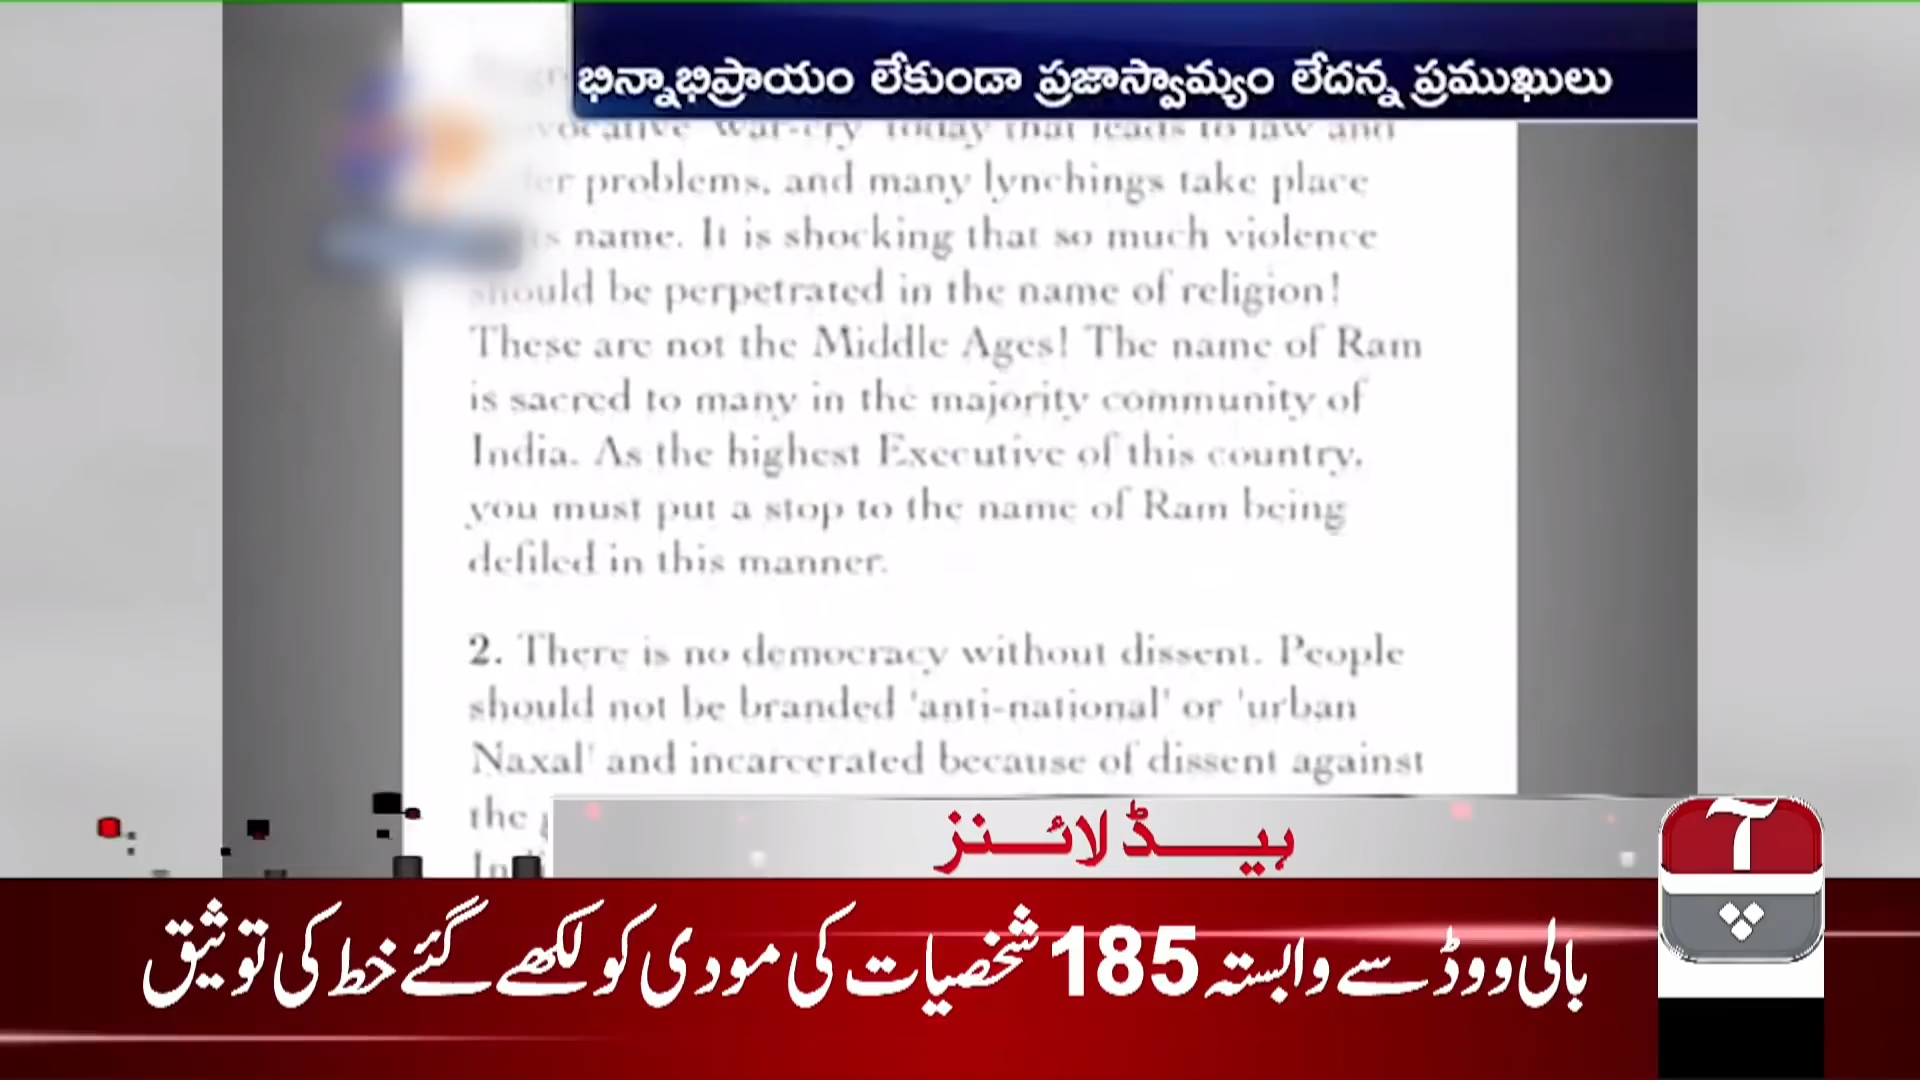 భిన్నాభిప్రాయం లేకుండా ప్రజాస్వామ్యం లేదన్న ప్రముఖులు
war-cry' today that leads to law and
problems, and many lynchings take place
name. It is shocking that so much violence
should be perpetrated in the name of religion!
These are not the Middle Ages! The name of Ram
is sacred to many in the majority community of
India. As the highest Executive of this country,
you must put a stop to the name of Ram being
defiled in this manner.
2. There is no democracy without dissent. People
should not be branded 'anti-national' or 'urban
Naxal' and incarcerated because of dissent against
the
ہیڈ لائنز
آپ
بالی ووڈ سے وابستہ 185 شخصیات کی مودی کو لکھے گئے خط کی توثیق